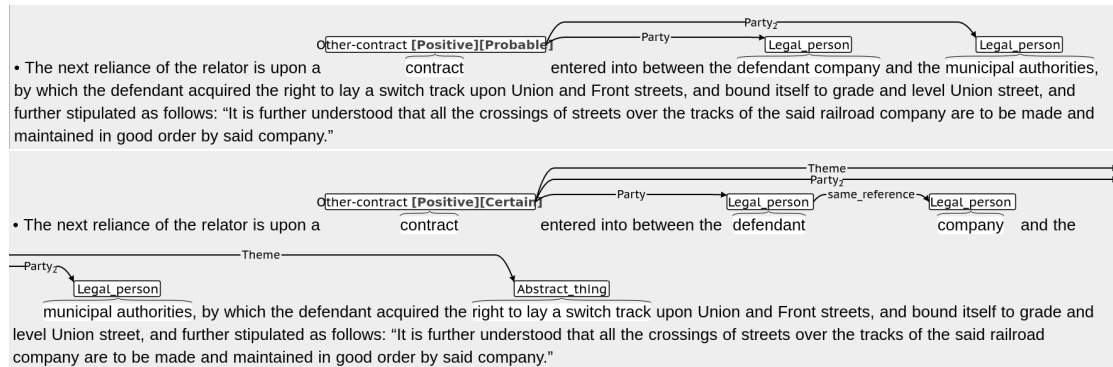 Party2
Party
Other-contract [Positive][Probable]
Legal_person
Legal_person
• The next reliance of the relator is upon a contract entered into between the defendant company and the municipal authorities,
by which the defendant acquired the right to lay a switch track upon Union and Front streets, and bound itself to grade and level Union street, and
further stipulated as follows: “It is further understood that all the crossings of streets over the tracks of the said railroad company are to be made and
maintained in good order by said company.”
Theme
Party2
Party
same_reference
Other-contract [Positive][Certain]
Legal_person
Legal_person
• The next reliance of the relator is upon a contract entered into between the defendant company and the
Theme
Party2
Legal_person
Abstract_thing
municipal authorities, by which the defendant acquired the right to lay a switch track upon Union and Front streets, and bound itself to grade and
level Union street, and further stipulated as follows: “It is further understood that all the crossings of streets over the tracks of the said railroad
company are to be made and maintained in good order by said company.”